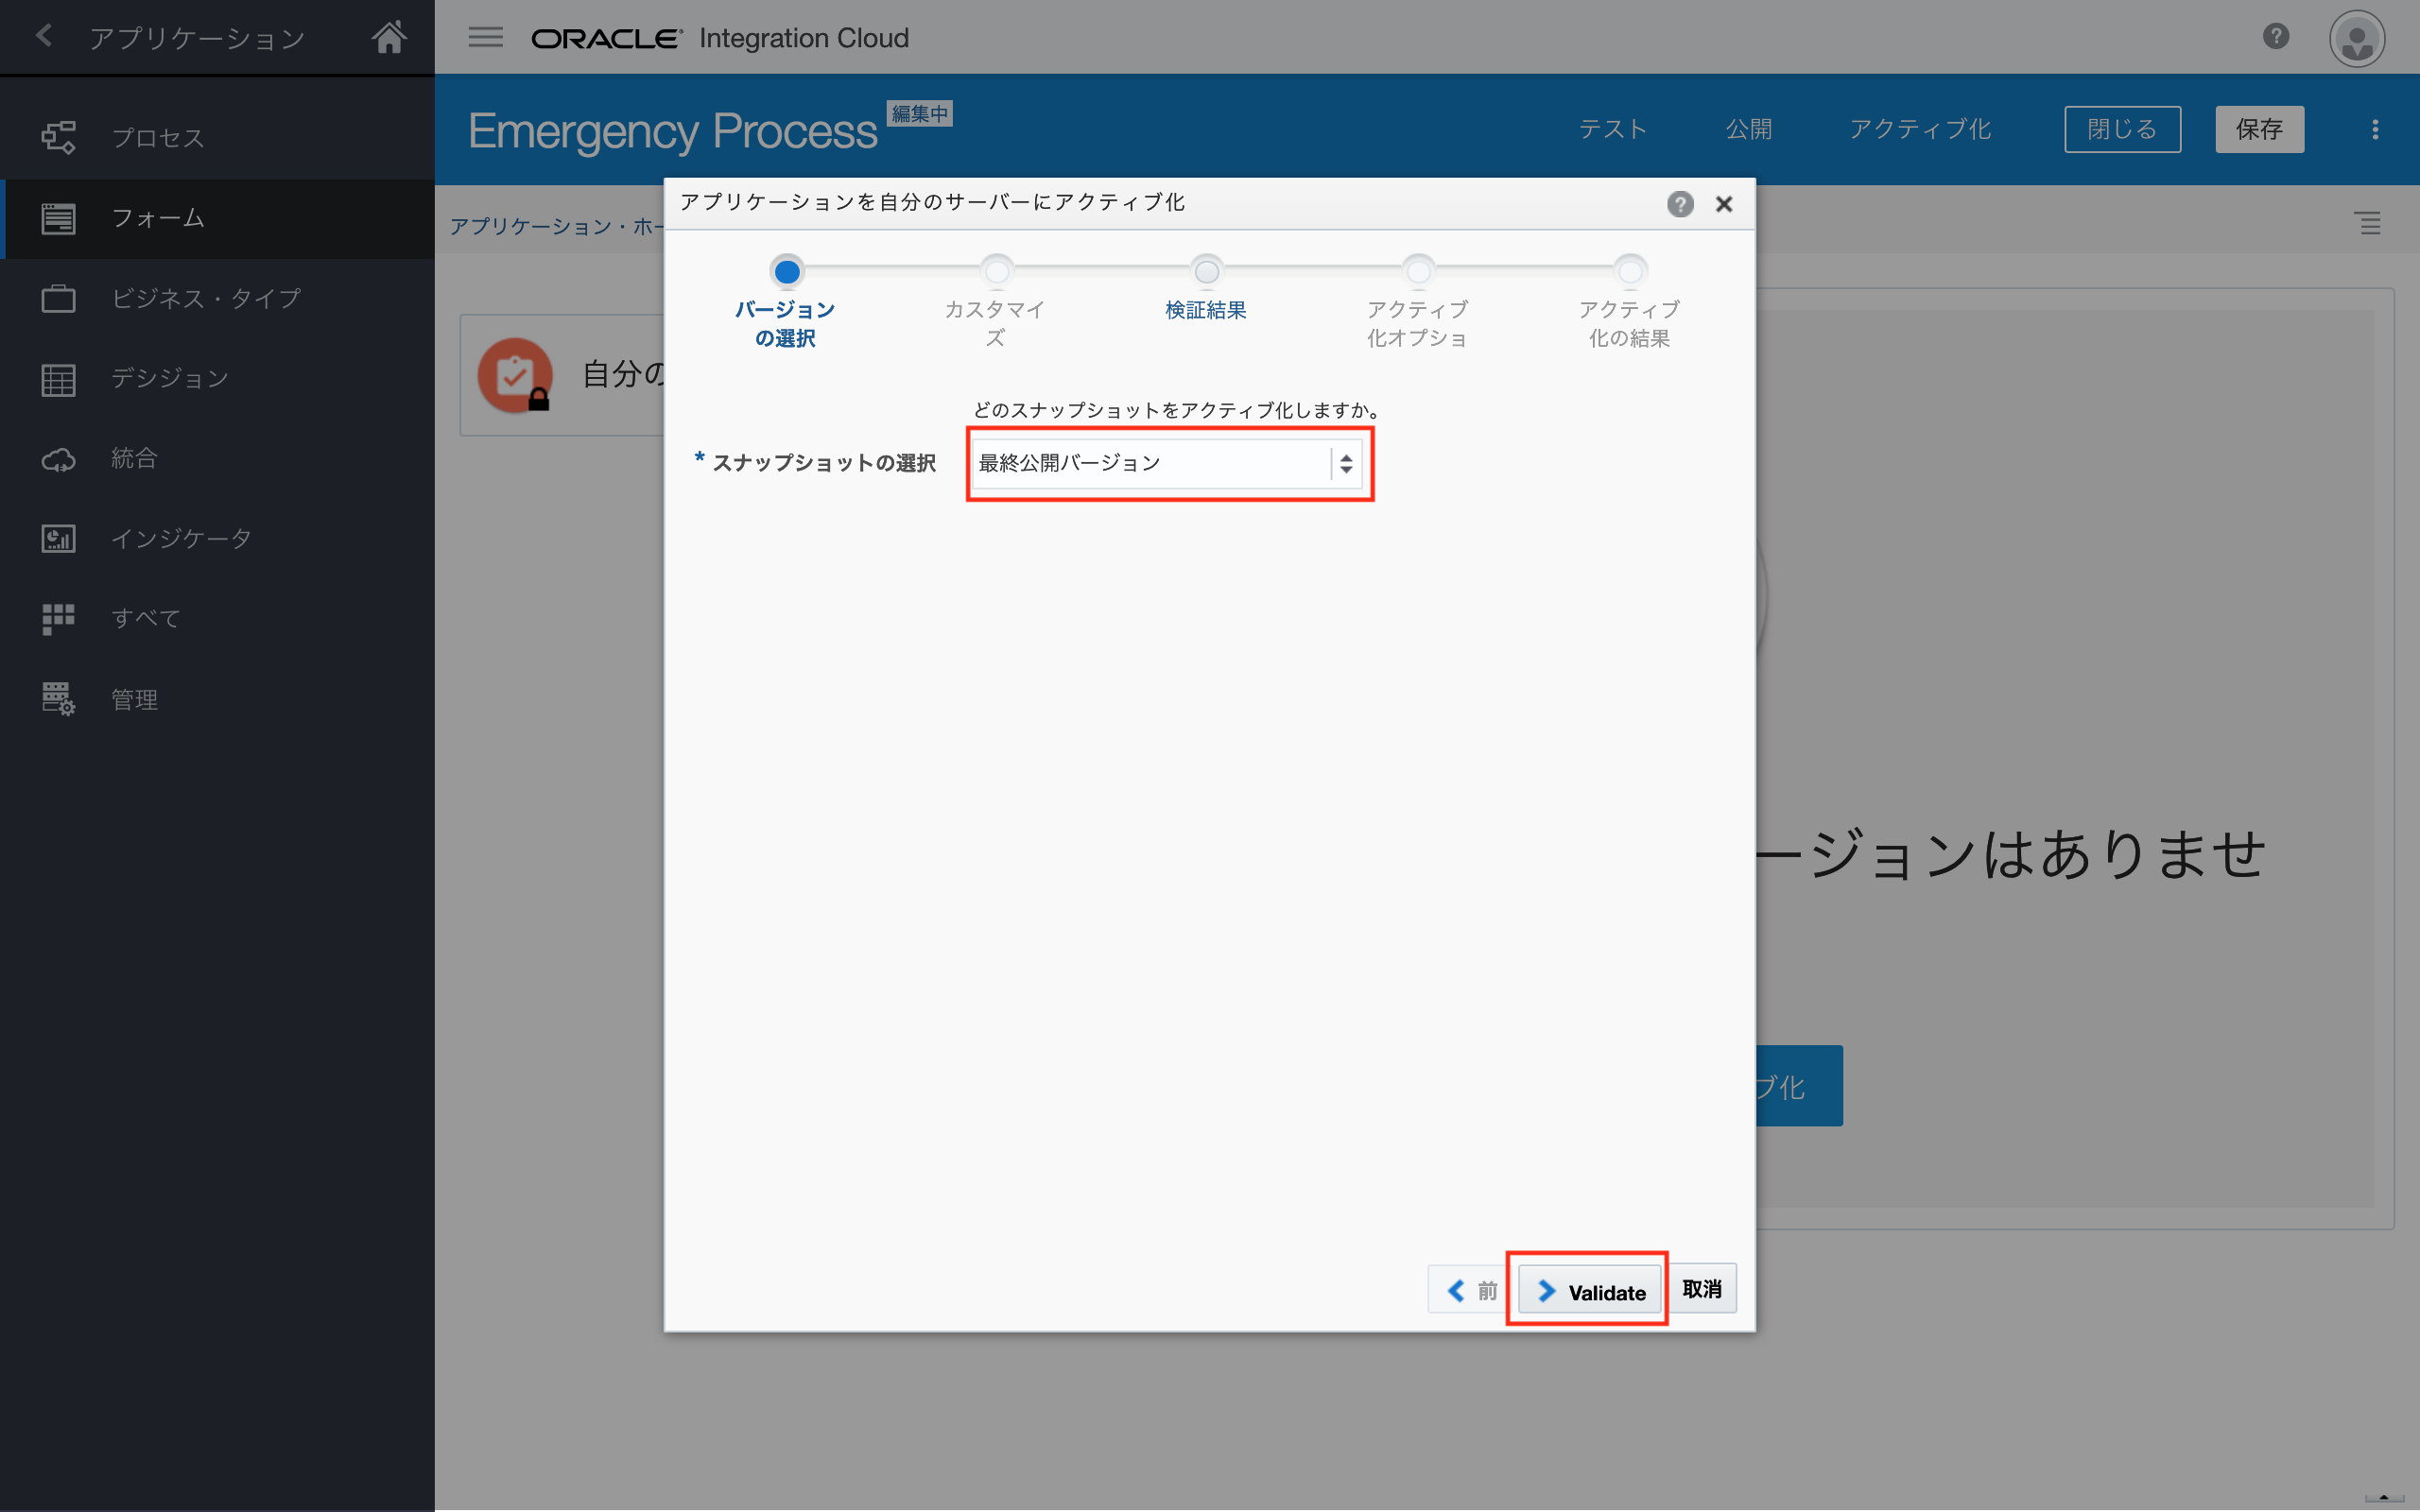 アプリケーション
ORACLE Integration Cloud
プロセス
フォーム
ビジネス・タイプ
デシジョン
統合
インジケータ
すべて
管理
Emergency Process 編集中
テスト
公開
アクティブ化
閉じる
保存
アプリケーション・ホー
自分の
アプリケーションを自分のサーバーにアクティブ化
バージョン
の選択
カスタマイ
ズ
検証結果
アクティブ
化オプショ
アクティブ
化の結果
どのスナップショットをアクティブ化しますか。
* スナップショットの選択
最終公開バージョン
ージョンはありませ
ブ化
前
Validate
取消